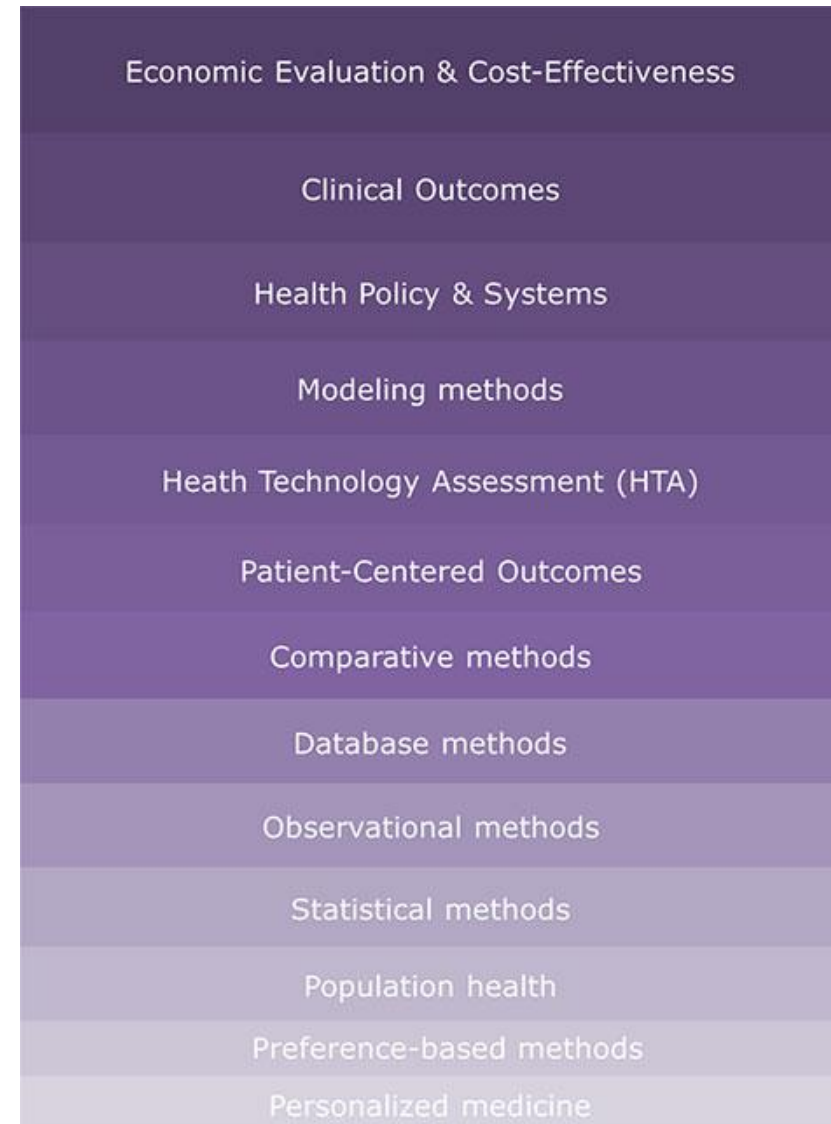 Economic Evaluation & Cost-Effectiveness
Clinical Outcomes
Health Policy & Systems
Modeling methods
Heath Technology Assessment (HTA)
Patient-Centered Outcomes
Comparative methods
Database methods
Observational methods
Statistical methods
Population health
Preference-based methods
Personalized medicine